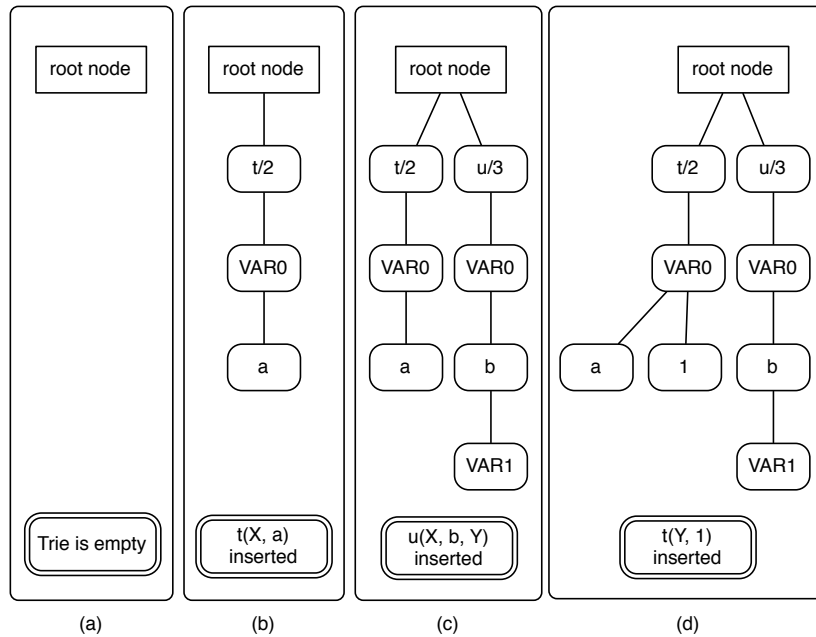 root node
Trie is empty
(a)
root node
t/2
VAR0
a
t(X, a)
inserted
(b)
root node
t/2
u/3
VAR0
VAR0
a
b
VAR1
u(X, b, Y)
inserted
(c)
root node
t/2
u/3
VAR0
VAR0
a
1
b
VAR1
t(Y, 1)
inserted
(d)